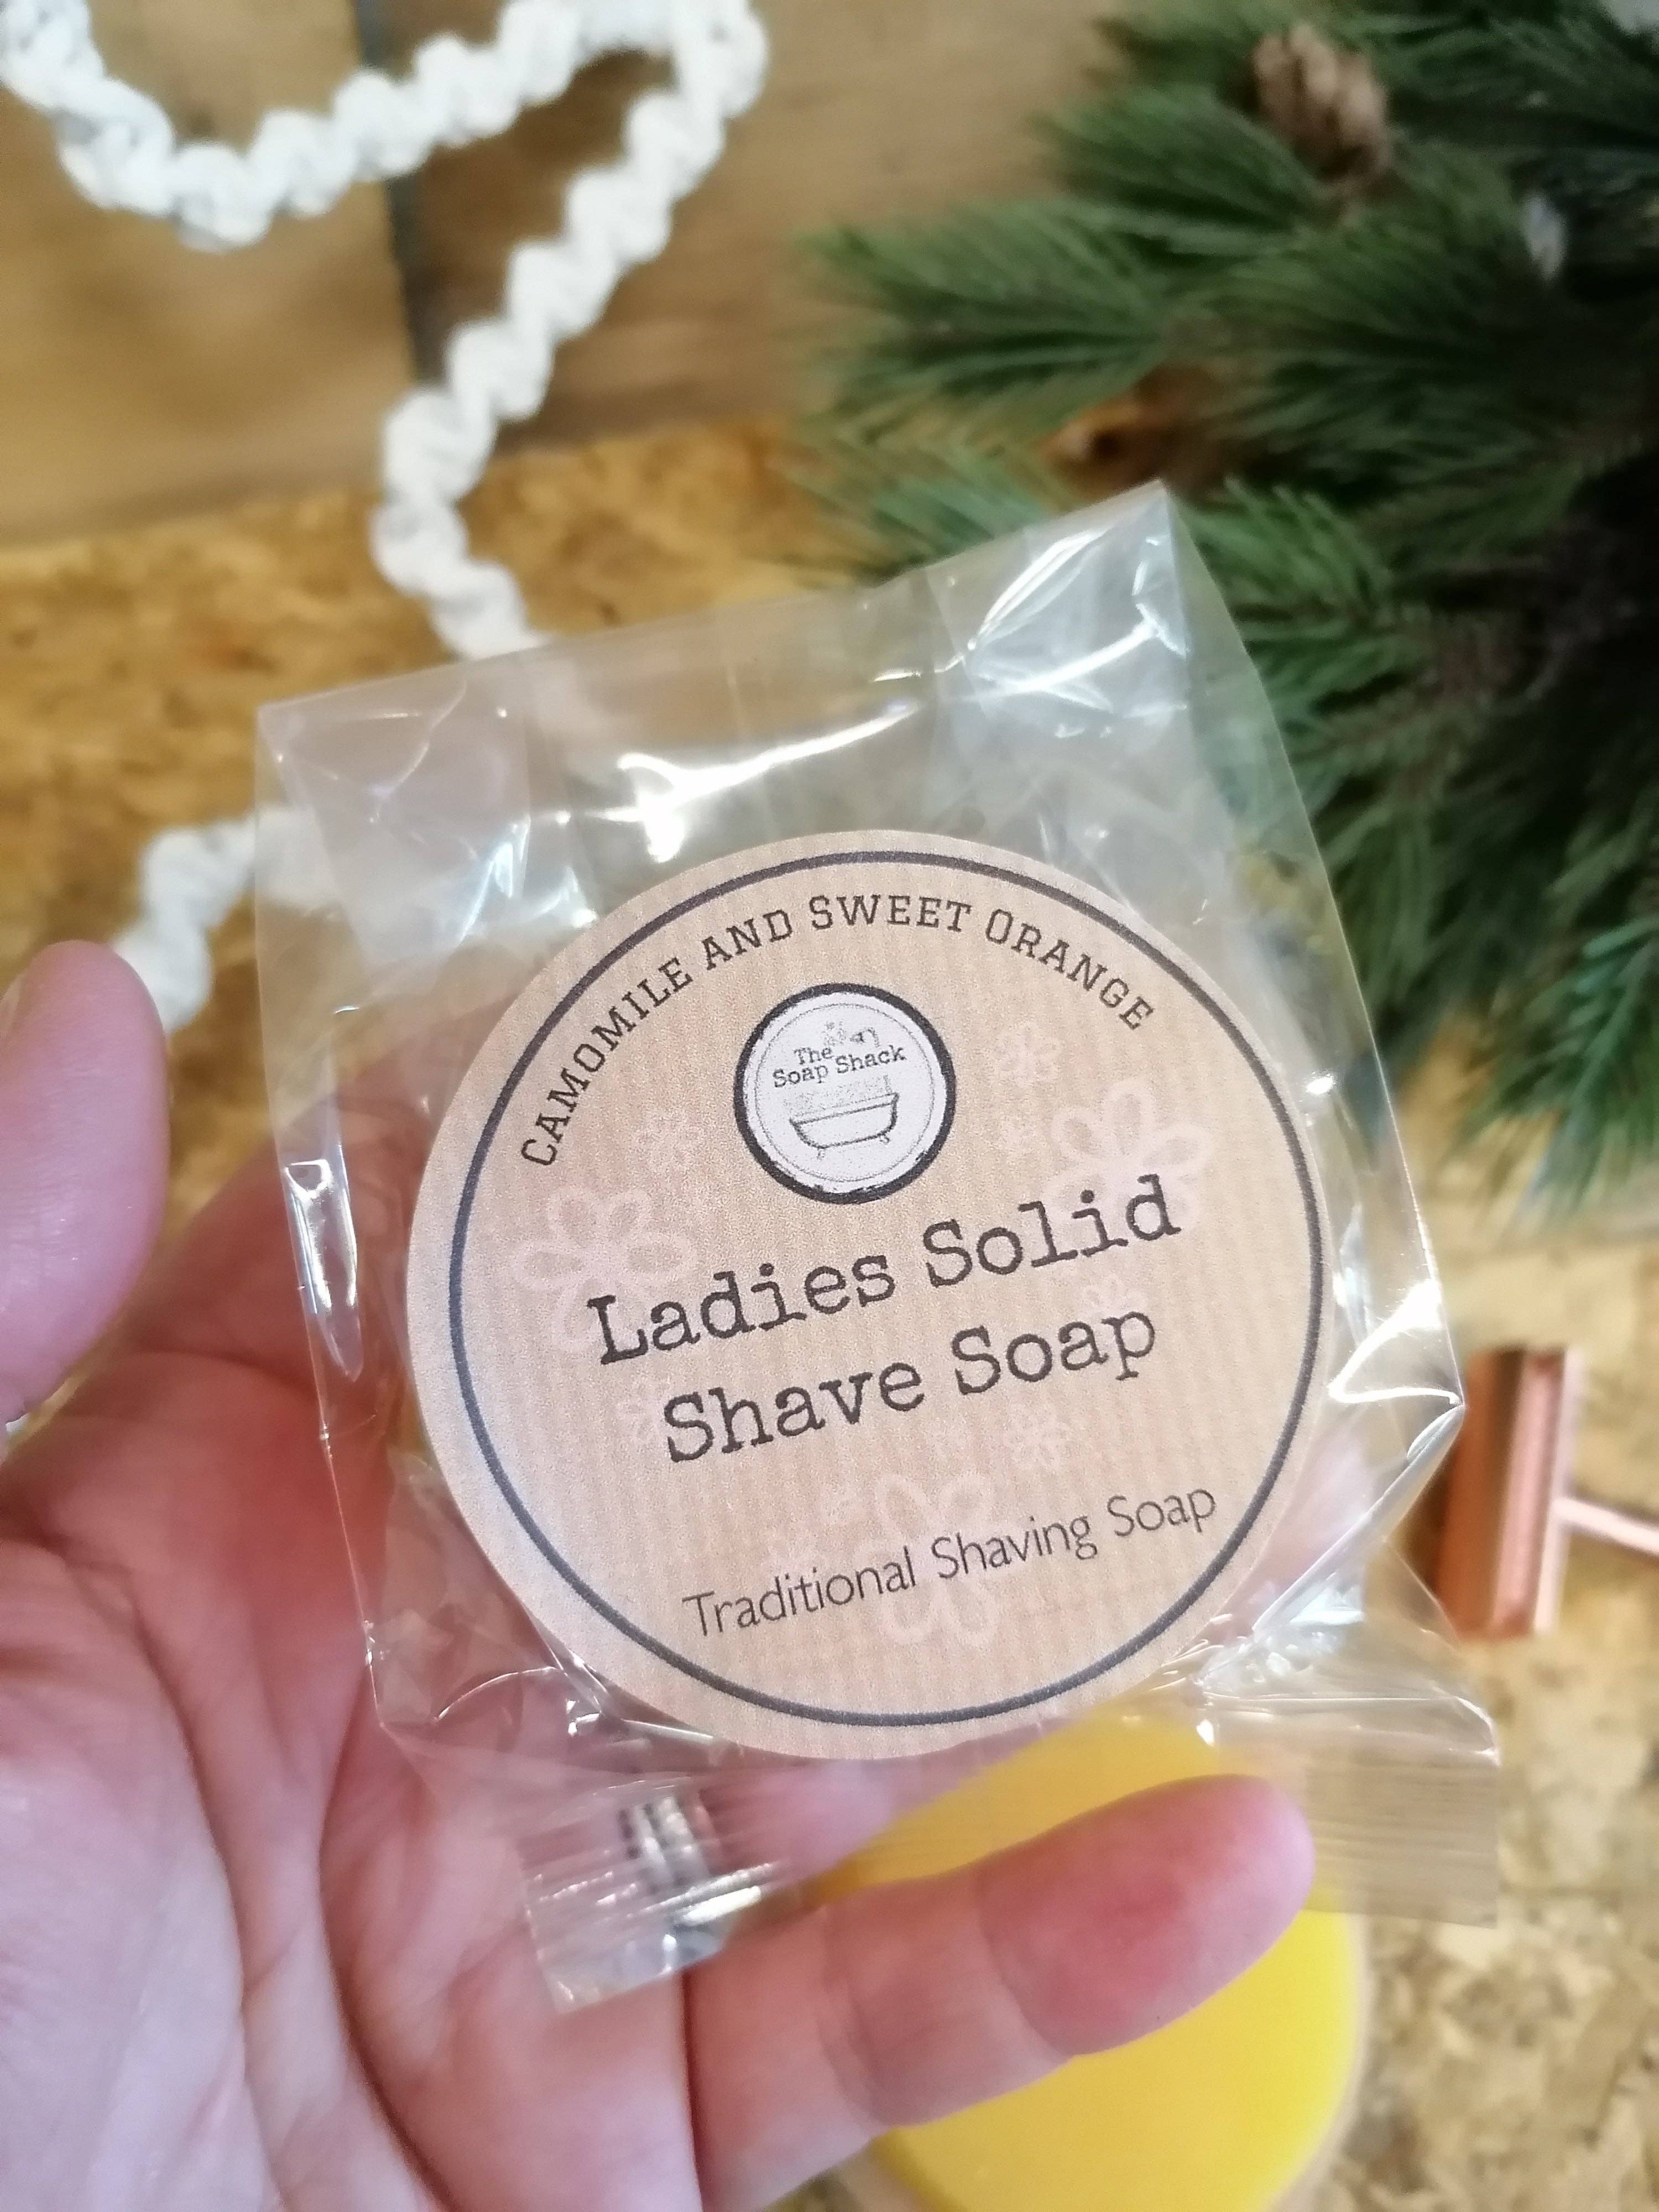 CAMOMILE AND SWEET ORANGE
The
Soap Shack
Ladies Solid
Shave Soap
Traditional Shaving Soap